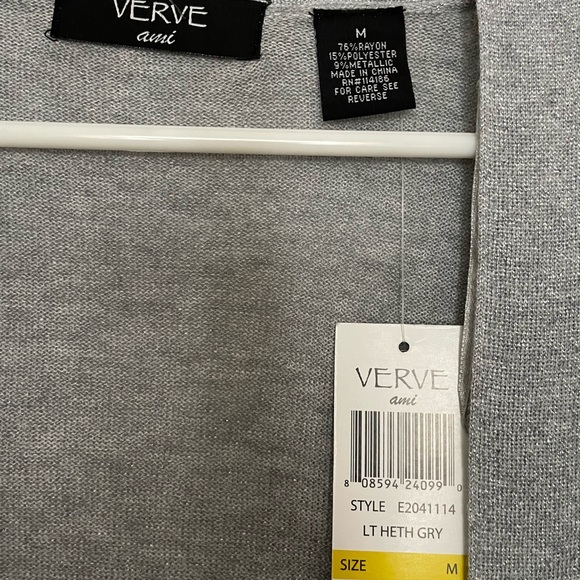 VERVE
ami
M
76%RAYON
15%POLYESTER
9%METALLIC
MADE IN CHINA
RN#114186
FOR CARE SEE
REVERSE
VERVE
ami
8 08594 24099 0
STYLE E2041114
LT HETH GRY
SIZE M